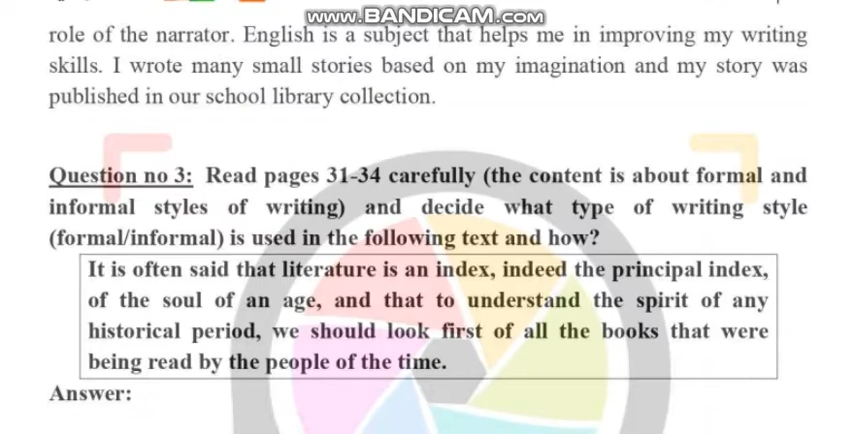 WWW.BANDICAM.COM
role of the narrator. English is a subject that helps me in improving my writing
skills. I wrote many small stories based on my imagination and my story was
published in our school library collection.
Question no 3: Read pages 31-34 carefully (the content is about formal and
informal styles of writing) and decide what type of writing style
(formal/informal) is used in the following text and how?
It is often said that literature is an index, indeed the principal index,
of the soul of an age, and that to understand the spirit of any
historical period, we should look first of all the books that were
being read by the people of the time.
Answer: